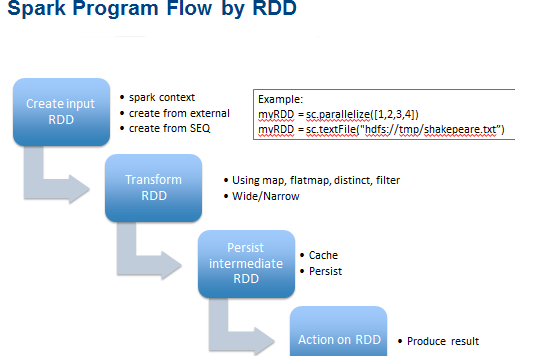 Spark Program Flow by RDD
Create input
RDD
• spark context
• create from external
• create from SEQ
Example:
myRDD = sc.parallelize([1,2,3,4])
myRDD = sc.textFile("hdfs://tmp/shakepeare.txt")
Transform
RDD
• Using map, flatmap, distinct, filter
• Wide/Narrow
Persist
intermediate
RDD
• Cache
• Persist
Action on RDD
• Produce result